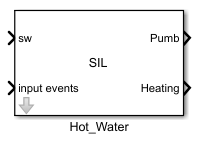 sw Pumb
SIL
input events Heating
Hot_Water